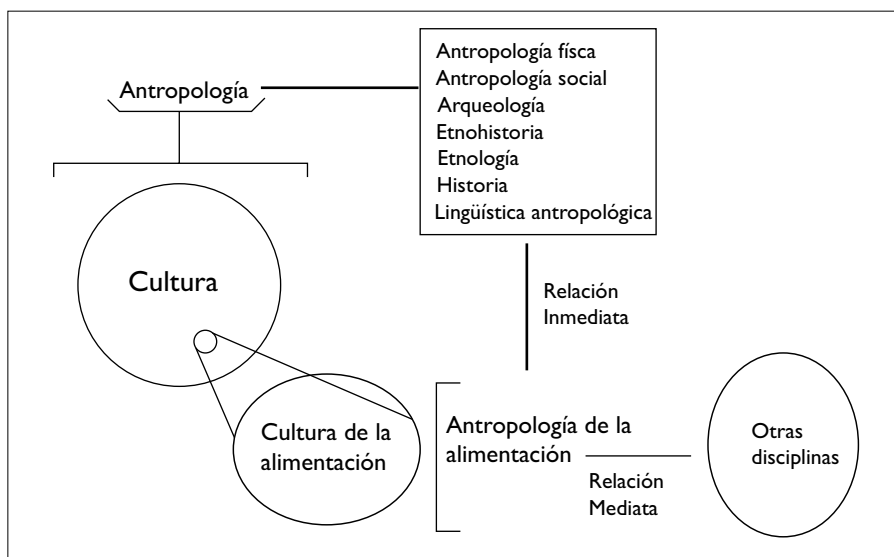 Antropología
Antropología físca
Antropología social
Arqueología
Etnohistoria
Etnología
Historia
Lingüística antropológica
Cultura
Relación
Inmediata
Cultura de la
alimentación
Antropología de la
alimentación
Relación
Mediata
Otras
disciplinas